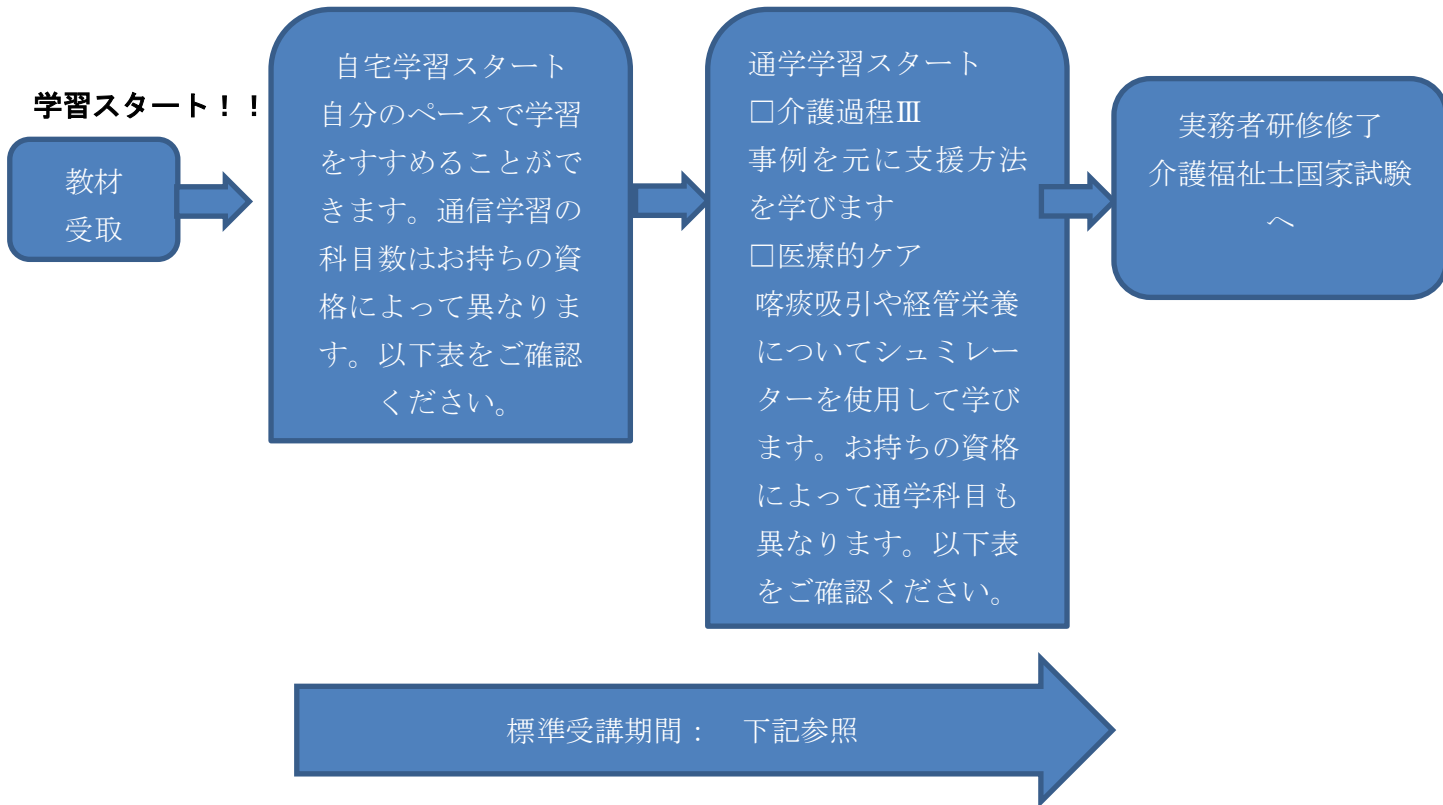 学習スタート！！
教材
受取
自宅学習スタート
自分のペースで学習
をすすめることがで
きます。通信学習の
科目数はお持ちの資
格によって異なりま
す。以下表をご確認
ください。
通学学習スタート
□介護過程Ⅲ
事例を元に支援方法
を学びます
□医療的ケア
喀痰吸引や経管栄養
についてシュミレー
ターを使用して学び
ます。お持ちの資格
によって通学科目も
異なります。以下表
をご確認ください。
実務者研修修了
介護福祉士国家試験
へ
標準受講期間：　下記参照